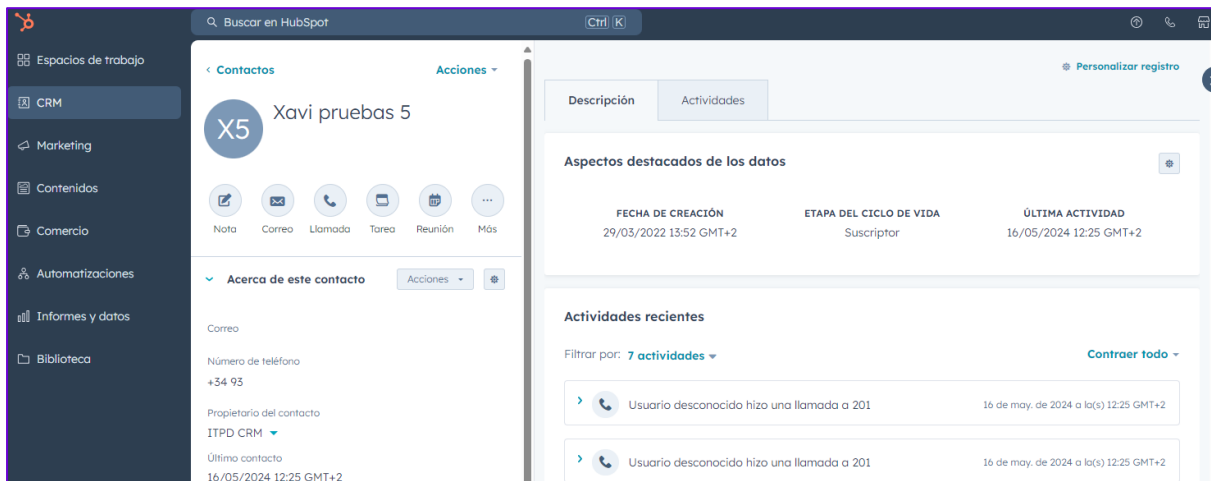 Buscar en HubSpot
Ctrl K
Espacios de trabajo
CRM
Marketing
Contenidos
Comercio
Automatizaciones
Informes y datos
Biblioteca
Contactos
Acciones
X5
Xavi pruebas 5
Nota Correo Llamada Tarea Reunión Más
Acerca de este contacto
Acciones
Correo
Número de teléfono
+34 93
Propietario del contacto
ITPD CRM
Último contacto
16/05/2024 12:25 GMT+2
Personalizar registro
Descripción Actividades
Aspectos destacados de los datos
FECHA DE CREACIÓN ETAPA DEL CICLO DE VIDA ÚLTIMA ACTIVIDAD
29/03/2022 13:52 GMT+2 Suscriptor 16/05/2024 12:25 GMT+2
Actividades recientes
Filtrar por: 7 actividades Contraer todo
Usuario desconocido hizo una llamada a 201 16 de may. de 2024 a la(s) 12:25 GMT+2
Usuario desconocido hizo una llamada a 201 16 de may. de 2024 a la(s) 12:25 GMT+2